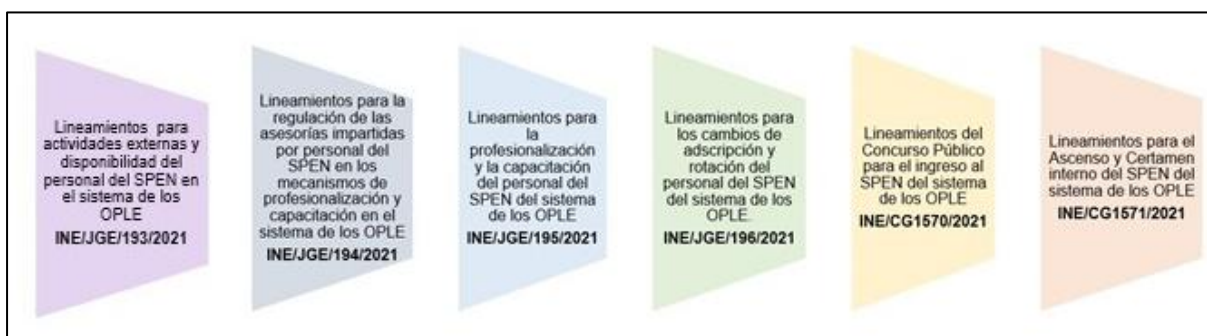 Lineamientos para
actividades externas y
disponibilidad del
personal del SPEN en
el sistema de los
OPLE
INE/JGE/193/2021
Lineamientos para la
regulación de las
asesorías impartidas
por personal del
SPEN en los
mecanismos de
profesionalización y
capacitación en el
sistema de los OPLE
INE/JGE/194/2021
Lineamientos para
la
profesionalización
y la capacitación
del personal del
SPEN del sistema
de los OPLE
INE/JGE/195/2021
Lineamientos para
los cambios de
adscripción y
rotación del
personal del SPEN
del sistema de los
OPLE.
INE/JGE/196/2021
Lineamientos del
Concurso Público
para el ingreso al
SPEN del sistema
de los OPLE
INE/CG1570/2021
Lineamientos para el
Ascenso y Certamen
interno del SPEN del
sistema de los OPLE
INE/CG1571/2021